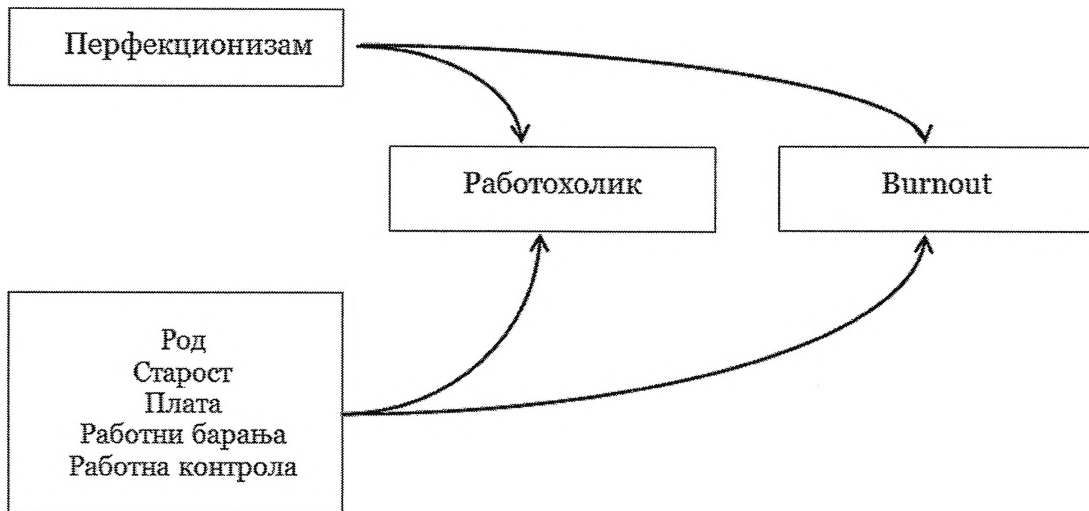 Перфекционизам
Работохолик
Burnout
Род
Старост
Плата
Работни барања
Работна контрола